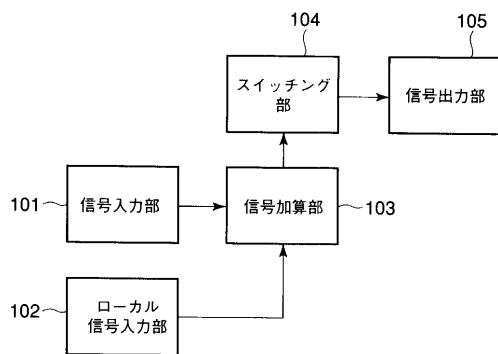 104
スイッチング
部
105
信号出力部
101
信号入力部
信号加算部
103
102
ローカル
信号入力部